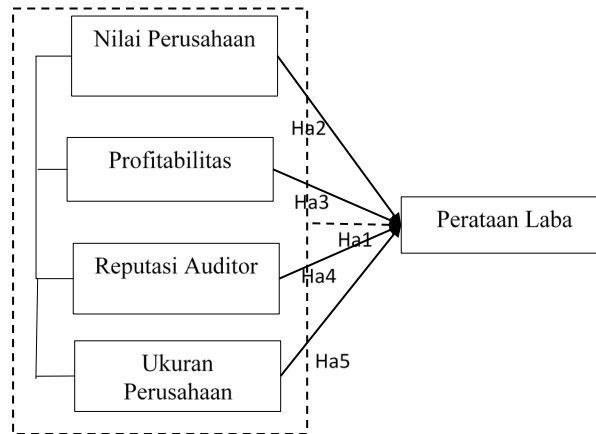 Nilai Perusahaan
Ha2
Profitabilitas
Ha3
Perataan Laba
Ha1
Reputasi Auditor
Ha4
Ha5
Ukuran
Perusahaan